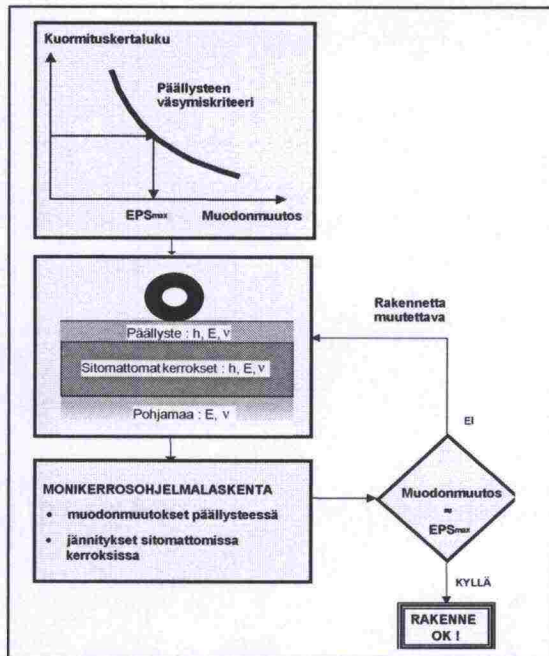 Kuormituskertaluku
Päällysteen
väsymiskriteeri
EPSmax
Muodonmuutos
Päällyste : h, E, ν
Sitomattomat kerrokset : h, E, ν
Pohjamaa : E, ν
Rakennetta
muutettava
EI
MONIKERROSOHJELMALASKENTA
• muodonmuutokset päällysteessä
• jännitykset sitomattomissa
kerroksissa
Muodonmuutos
≈
EPSmax
KYLLÄ
RAKENNE
OK !